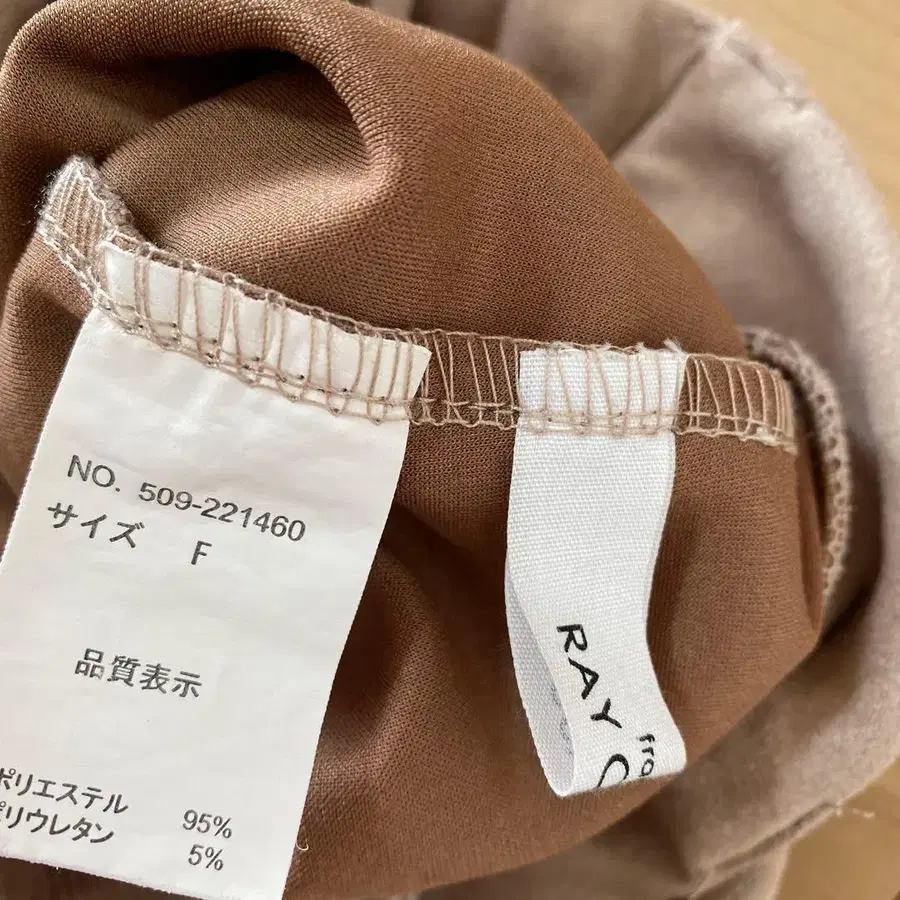 NO. 509-221460
サイズ F
品質表示
ポリエステル 95%
ポリウレタン 5%
RAY
fro